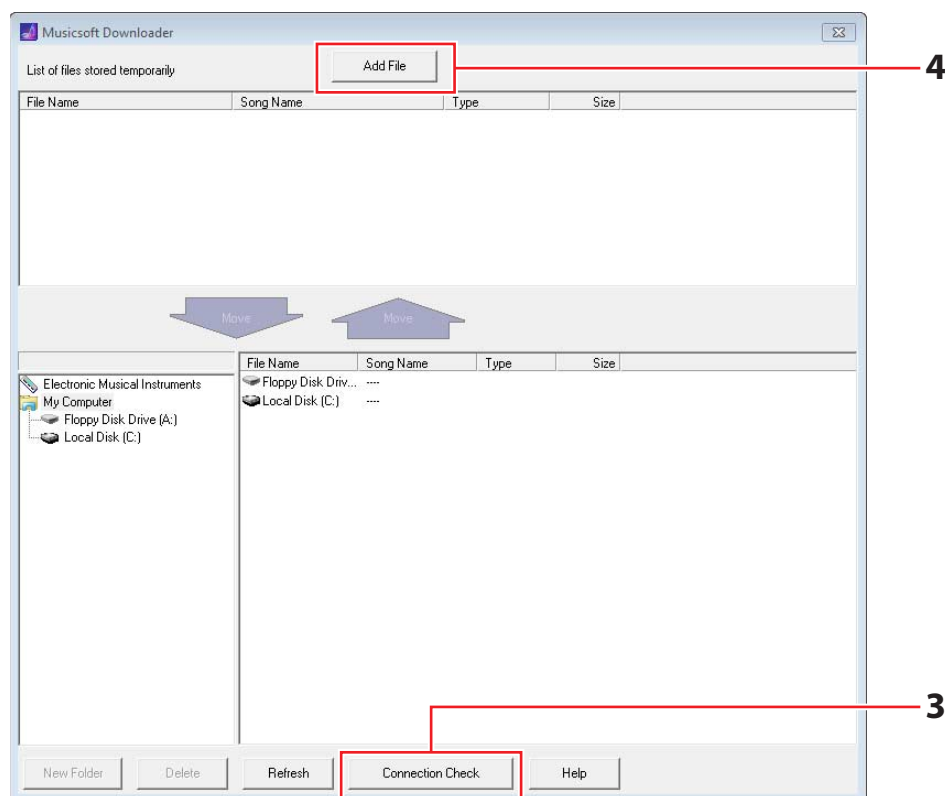 Musicsoft Downloader
List of files stored temporarily
Add File
4
File Name Song Name Type Size
Move Move
File Name Song Name Type Size
Electronic Musical Instruments
My Computer
Floppy Disk Drive (A:)
Local Disk (C:)
Floppy Disk Driv... ----
Local Disk (C:) ----
3
New Folder Delete Refresh Connection Check Help